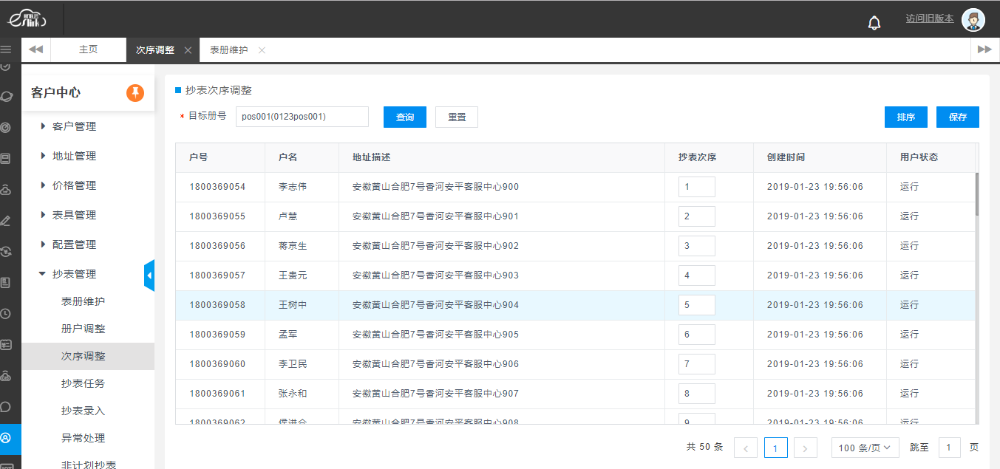 访问旧版本
主页 次序调整 表册维护
客户中心
客户管理
地址管理
价格管理
表具管理
配置管理
抄表管理
表册维护
册户调整
次序调整
抄表任务
抄表录入
异常处理
非计划抄表
抄表次序调整
* 目标册号 pos001(0123pos001) 查询 重置 排序 保存
户号 户名 地址描述 抄表次序 创建时间 用户状态
1800369054 李志伟 安徽黄山合肥7号香河安平客服中心900 1 2019-01-23 19:56:06 运行
1800369055 卢慧 安徽黄山合肥7号香河安平客服中心901 2 2019-01-23 19:56:06 运行
1800369056 蒋京生 安徽黄山合肥7号香河安平客服中心902 3 2019-01-23 19:56:06 运行
1800369057 王贵元 安徽黄山合肥7号香河安平客服中心903 4 2019-01-23 19:56:06 运行
1800369058 王树中 安徽黄山合肥7号香河安平客服中心904 5 2019-01-23 19:56:06 运行
1800369059 孟军 安徽黄山合肥7号香河安平客服中心905 6 2019-01-23 19:56:06 运行
1800369060 李卫民 安徽黄山合肥7号香河安平客服中心906 7 2019-01-23 19:56:06 运行
1800369061 张永和 安徽黄山合肥7号香河安平客服中心907 8 2019-01-23 19:56:06 运行
1800369062 安徽黄山合肥7号香河安平客服中心908 9 2019-01-23 19:56:06 运行
共 50 条 < 1 > 100 条/页 跳至 1 页